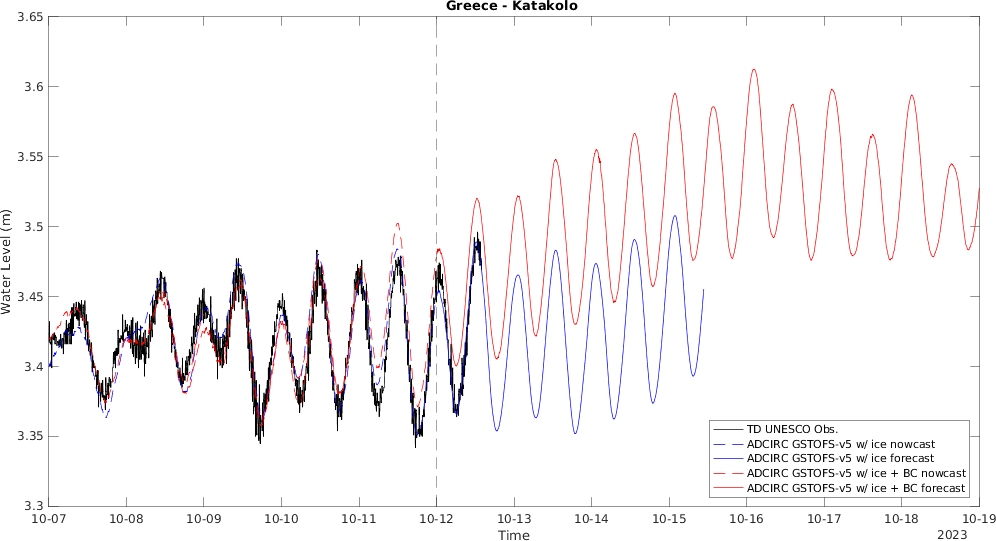 Greece - Katakolo
3.65
3.6
3.55
3.5
3.45
3.4
3.35
3.3
Water Level (m)
TD UNESCO Obs.
ADCIRC GSTOFS-v5 w/ ice nowcast
ADCIRC GSTOFS-v5 w/ ice forecast
ADCIRC GSTOFS-v5 w/ ice + BC nowcast
ADCIRC GSTOFS-v5 w/ ice + BC forecast
10-07 10-08 10-09 10-10 10-11 10-12 10-13 10-14 10-15 10-16 10-17 10-18 10-19
Time
2023